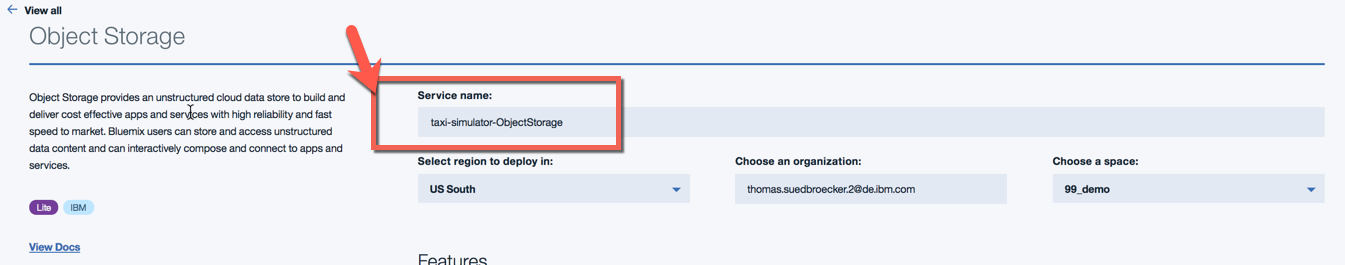 View all
Object Storage
Object Storage provides an unstructured cloud data store to build and
deliver cost effective apps and services with high reliability and fast
speed to market. Bluemix users can store and access unstructured
data content and can interactively compose and connect to apps and
services.
Lite IBM
View Docs
Service name:
taxi-simulator-ObjectStorage
Select region to deploy in:
US South
Choose an organization:
thomas.suedbroecker.2@de.ibm.com
Choose a space:
99_demo
Features